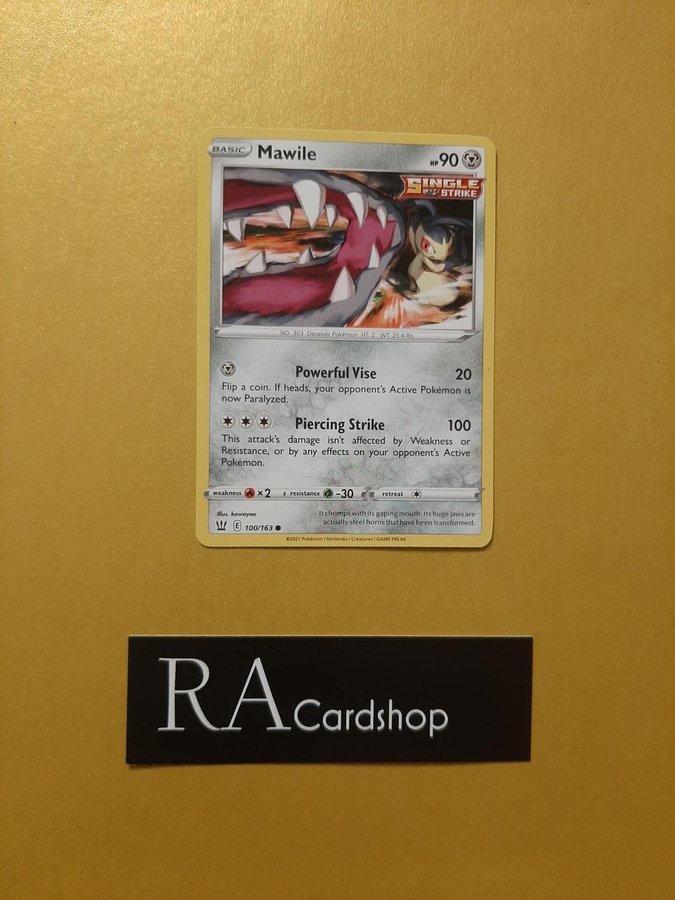 BASIC Mawile HP 90
SINGLE STRIKE
NO. 303 Deceiver Pokémon HT: 2' WT: 25.4 lbs.
Powerful Vise 20
Flip a coin. If heads, your opponent's Active Pokémon is
now Paralyzed.
Piercing Strike 100
This attack's damage isn't affected by Weakness or
Resistance, or by any effects on your opponent's Active
Pokémon.
weakness ×2 resistance -30 retreat
Illus. kawayoo
It chomps with its gaping mouth. Its huge jaws are
actually steel horns that have been transformed.
E 100/163
©2021 Pokémon / Nintendo / Creatures / GAME FREAK
RA Cardshop